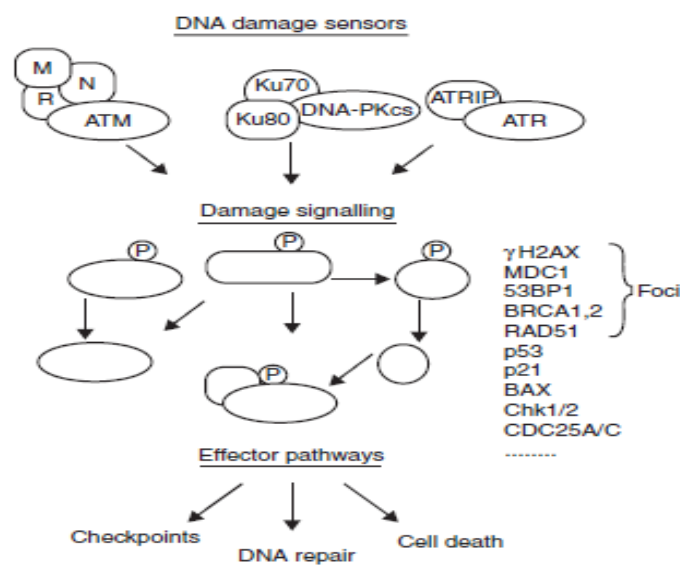 DNA damage sensors
M
R
N
ATM
Ku70
Ku80
DNA-PKcs
ATRIP
ATR
Damage signalling
P
P
P
P
γH2AX
MDC1
53BP1
BRCA1,2
RAD51
Foci
p53
p21
BAX
Chk1/2
CDC25A/C
--------
Effector pathways
Checkpoints
DNA repair
Cell death